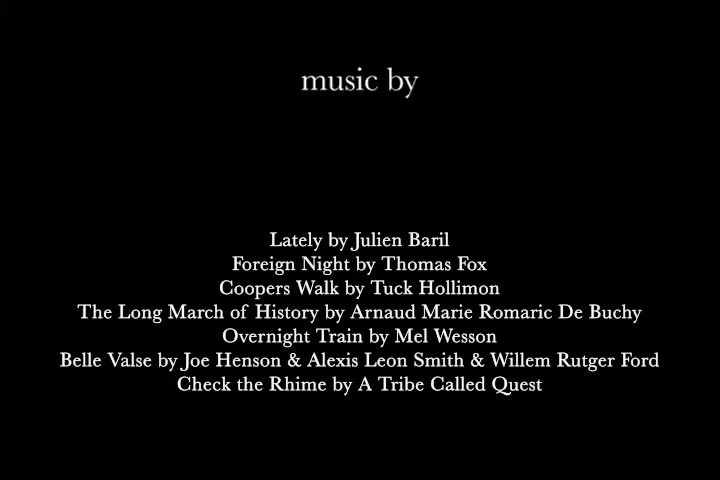 music by
Lately by Julien Baril
Foreign Night by Thomas Fox
Coopers Walk by Tuck Hollimon
The Long March of History by Arnaud Marie Romaric De Buchy
Overnight Train by Mel Wesson
Belle Valse by Joe Henson & Alexis Leon Smith & Willem Rutger Ford
Check the Rhime by A Tribe Called Quest